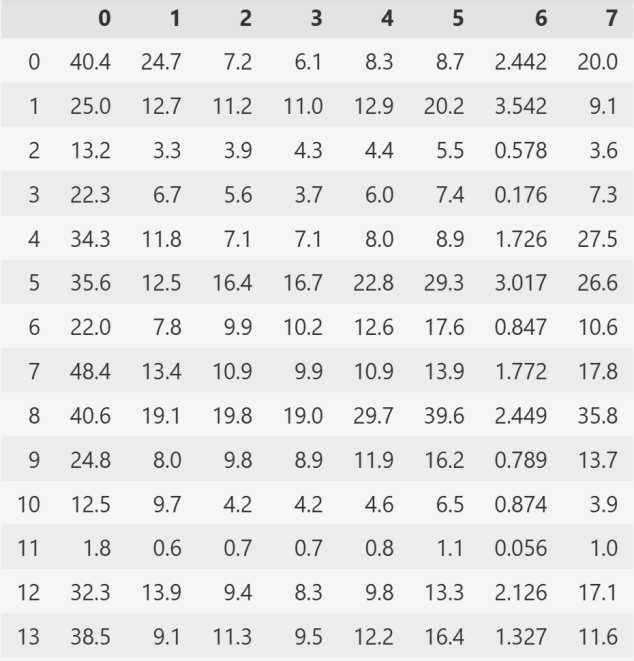 0 1 2 3 4 5 6 7
0 40.4 24.7 7.2 6.1 8.3 8.7 2.442 20.0
1 25.0 12.7 11.2 11.0 12.9 20.2 3.542 9.1
2 13.2 3.3 3.9 4.3 4.4 5.5 0.578 3.6
3 22.3 6.7 5.6 3.7 6.0 7.4 0.176 7.3
4 34.3 11.8 7.1 7.1 8.0 8.9 1.726 27.5
5 35.6 12.5 16.4 16.7 22.8 29.3 3.017 26.6
6 22.0 7.8 9.9 10.2 12.6 17.6 0.847 10.6
7 48.4 13.4 10.9 9.9 10.9 13.9 1.772 17.8
8 40.6 19.1 19.8 19.0 29.7 39.6 2.449 35.8
9 24.8 8.0 9.8 8.9 11.9 16.2 0.789 13.7
10 12.5 9.7 4.2 4.2 4.6 6.5 0.874 3.9
11 1.8 0.6 0.7 0.7 0.8 1.1 0.056 1.0
12 32.3 13.9 9.4 8.3 9.8 13.3 2.126 17.1
13 38.5 9.1 11.3 9.5 12.2 16.4 1.327 11.6